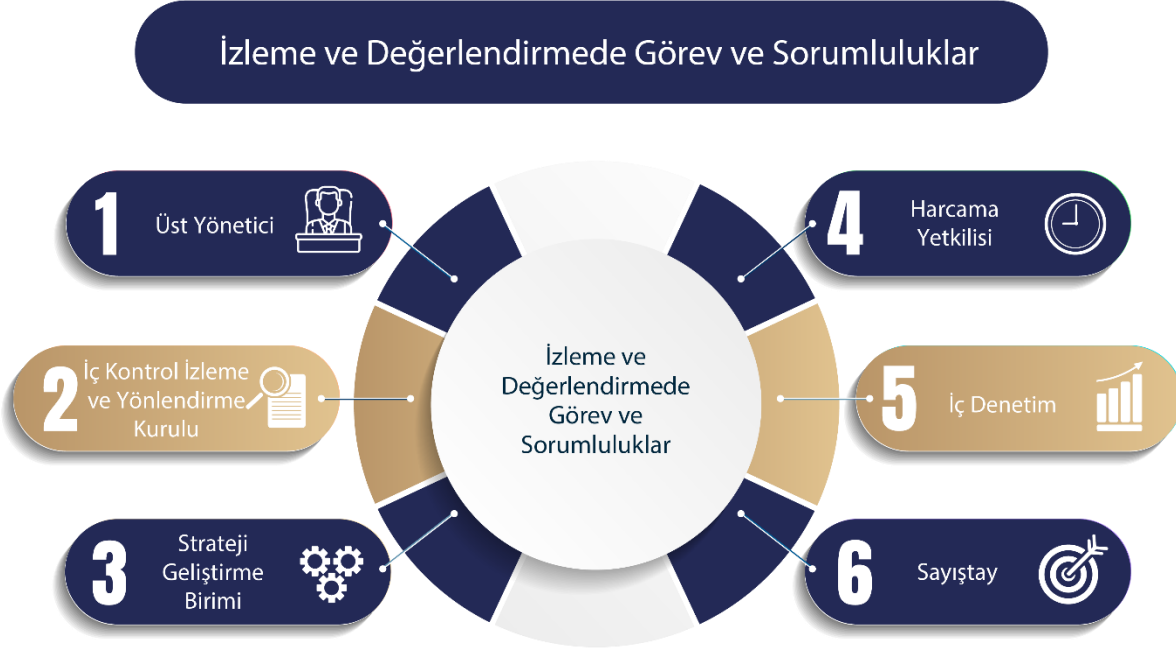 İzleme ve Değerlendirmede Görev ve Sorumluluklar
1
Üst Yönetici
2
İç Kontrol İzleme
ve Yönlendirme
Kurulu
3
Strateji
Geliştirme
Birimi
İzleme ve
Değerlendirmede
Görev ve
Sorumluluklar
4
Harcama
Yetkilisi
5
İç Denetim
6
Sayıştay